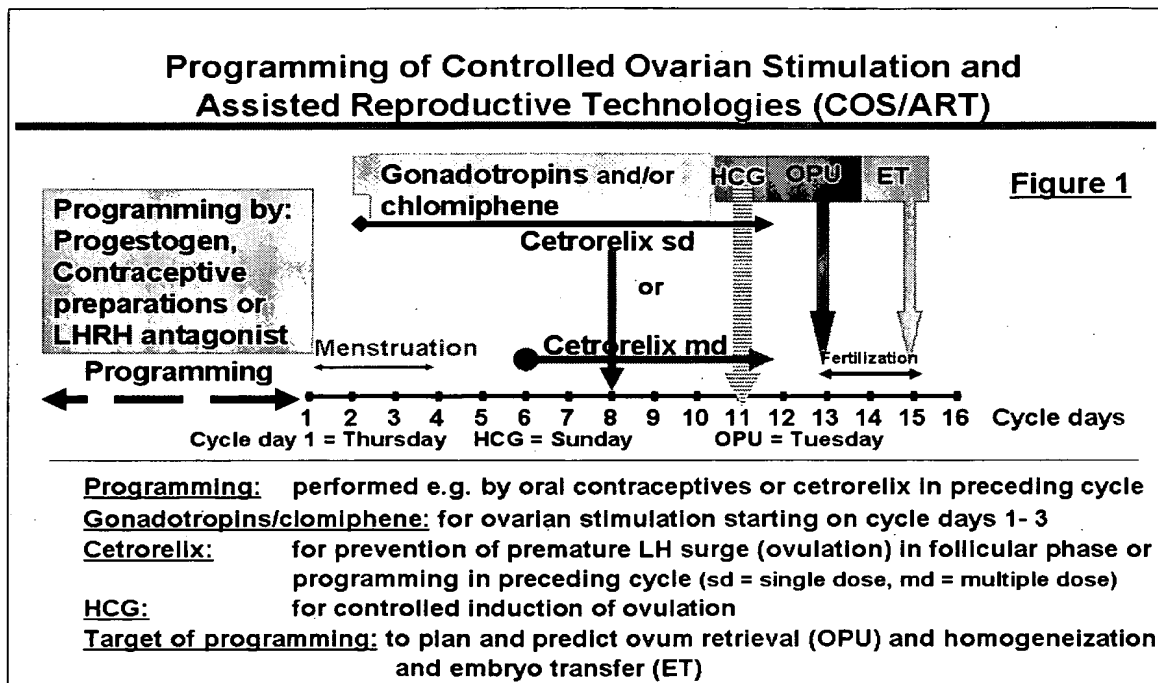 Programming of Controlled Ovarian Stimulation and
Assisted Reproductive Technologies (COS/ART)
Figure 1
Programming by:
Progestogen,
Contraceptive
preparations or
LHRH antagonist
Gonadotropins and/or
chlomiphene
HCG OPU ET
Cetrorelix sd
or
Cetrorelix md
Menstruation
Fertilization
Programming
1 2 3 4 5 6 7 8 9 10 11 12 13 14 15 16 Cycle days
Cycle day 1 = Thursday HCG = Sunday OPU = Tuesday
Programming: performed e.g. by oral contraceptives or cetrorelix in preceding cycle
Gonadotropins/clomiphene: for ovarian stimulation starting on cycle days 1- 3
Cetrorelix: for prevention of premature LH surge (ovulation) in follicular phase or
programming in preceding cycle (sd = single dose, md = multiple dose)
HCG: for controlled induction of ovulation
Target of programming: to plan and predict ovum retrieval (OPU) and homogeneization
and embryo transfer (ET)